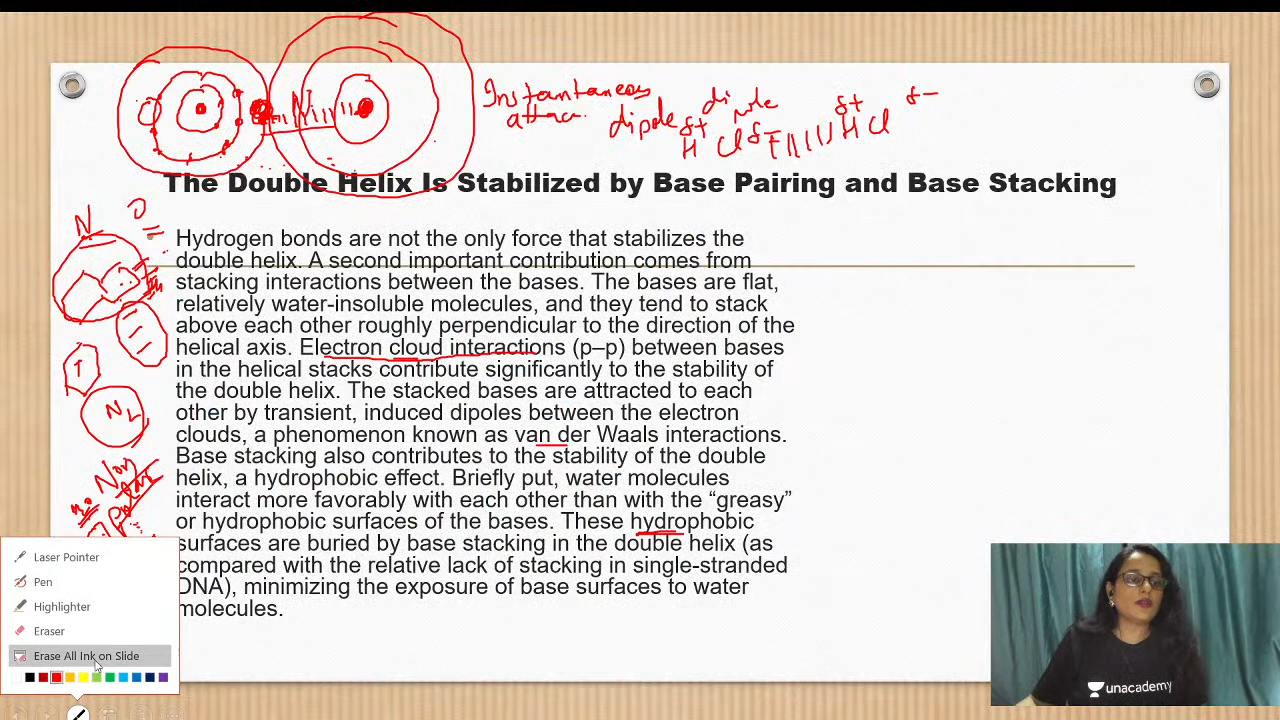 Instantaneous
attac.
dipole
dipole
δ+
H Cl
δ+
H Cl
δ-
The Double Helix Is Stabilized by Base Pairing and Base Stacking
N
Hydrogen bonds are not the only force that stabilizes the
double helix. A second important contribution comes from
stacking interactions between the bases. The bases are flat,
relatively water-insoluble molecules, and they tend to stack
above each other roughly perpendicular to the direction of the
helical axis. Electron cloud interactions (p–p) between bases
in the helical stacks contribute significantly to the stability of
the double helix. The stacked bases are attracted to each
other by transient, induced dipoles between the electron
clouds, a phenomenon known as van der Waals interactions.
Base stacking also contributes to the stability of the double
helix, a hydrophobic effect. Briefly put, water molecules
interact more favorably with each other than with the “greasy”
or hydrophobic surfaces of the bases. These hydrophobic
surfaces are buried by base stacking in the double helix (as
compared with the relative lack of stacking in single-stranded
DNA), minimizing the exposure of base surfaces to water
molecules.
N2
Non
Laser Pointer
Pen
Highlighter
Eraser
Erase All Ink on Slide
unacademy